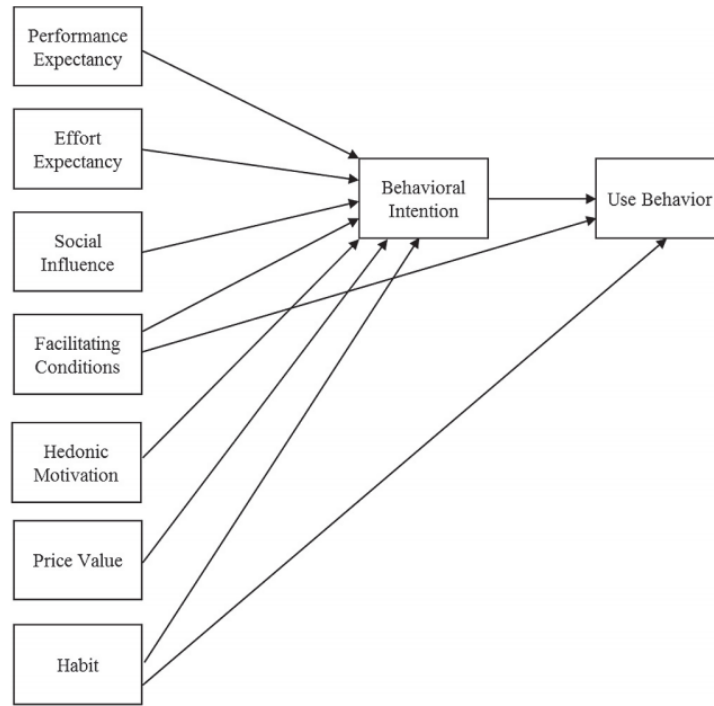 Performance
Expectancy
Effort
Expectancy
Social
Influence
Facilitating
Conditions
Hedonic
Motivation
Price Value
Habit
Behavioral
Intention
Use Behavior